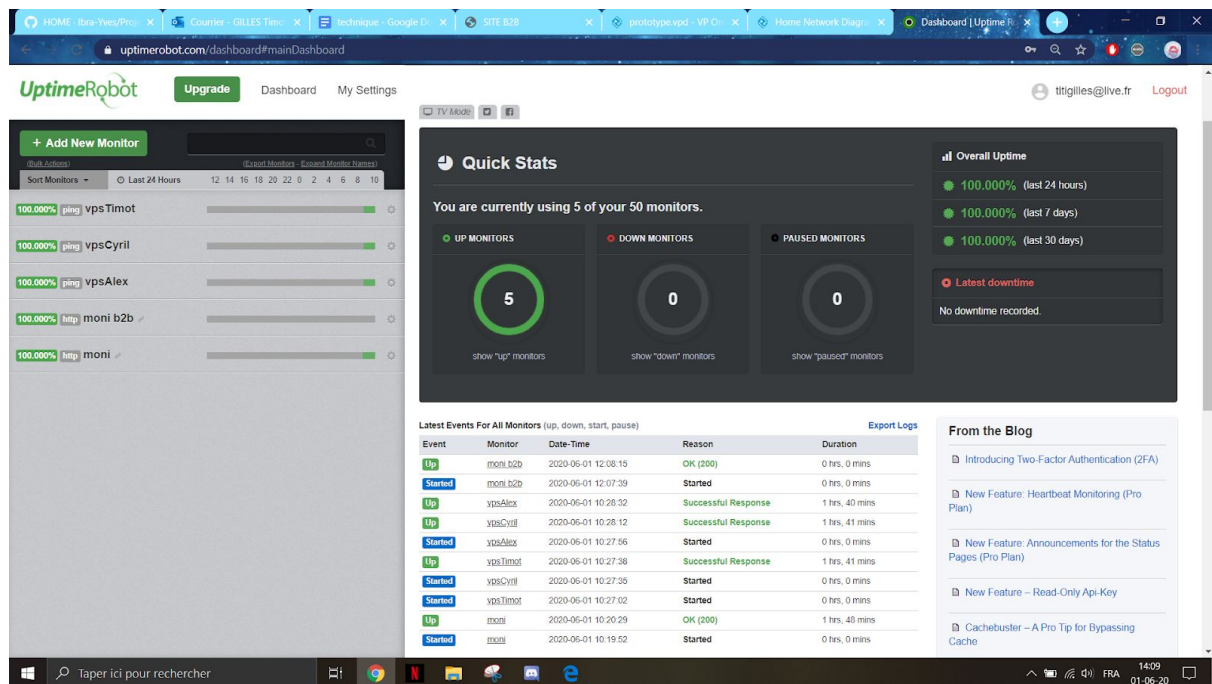 HOME - Ibra-Yves/Proj
Courrier - GILLES Timot
technique - Google Do
SITE B2B
prototype.vpd - VP On
Home Network Diagra
Dashboard | Uptime R
uptimerobot.com/dashboard#mainDashboard
UptimeRobot
Upgrade
Dashboard
My Settings
titigilles@live.fr
Logout
TV Mode
+ Add New Monitor
(Bulk Actions)
(Export Monitors - Expand Monitor Names)
Sort Monitors
Last 24 Hours
12 14 16 18 20 22 0 2 4 6 8 10
100.000% ping vpsTimot
100.000% ping vpsCyril
100.000% ping vpsAlex
100.000% http moni b2b
100.000% http moni
Quick Stats
You are currently using 5 of your 50 monitors.
UP MONITORS
5
show "up" monitors
DOWN MONITORS
0
show "down" monitors
PAUSED MONITORS
0
show "paused" monitors
Overall Uptime
100.000% (last 24 hours)
100.000% (last 7 days)
100.000% (last 30 days)
Latest downtime
No downtime recorded.
Latest Events For All Monitors (up, down, start, pause)
Export Logs
Event Monitor Date-Time Reason Duration
Up moni b2b 2020-06-01 12:08:15 OK (200) 0 hrs, 0 mins
Started moni b2b 2020-06-01 12:07:39 Started 0 hrs, 0 mins
Up vpsAlex 2020-06-01 10:28:32 Successful Response 1 hrs, 40 mins
Up vpsCyril 2020-06-01 10:28:12 Successful Response 1 hrs, 41 mins
Started vpsAlex 2020-06-01 10:27:56 Started 0 hrs, 0 mins
Up vpsTimot 2020-06-01 10:27:38 Successful Response 1 hrs, 41 mins
Started vpsCyril 2020-06-01 10:27:35 Started 0 hrs, 0 mins
Started vpsTimot 2020-06-01 10:27:02 Started 0 hrs, 0 mins
Up moni 2020-06-01 10:20:29 OK (200) 1 hrs, 48 mins
Started moni 2020-06-01 10:19:52 Started 0 hrs, 0 mins
From the Blog
Introducing Two-Factor Authentication (2FA)
New Feature: Heartbeat Monitoring (Pro
Plan)
New Feature: Announcements for the Status
Pages (Pro Plan)
New Feature – Read-Only Api-Key
Cachebuster – A Pro Tip for Bypassing
Cache
Taper ici pour rechercher
FRA
14:09
01-06-20